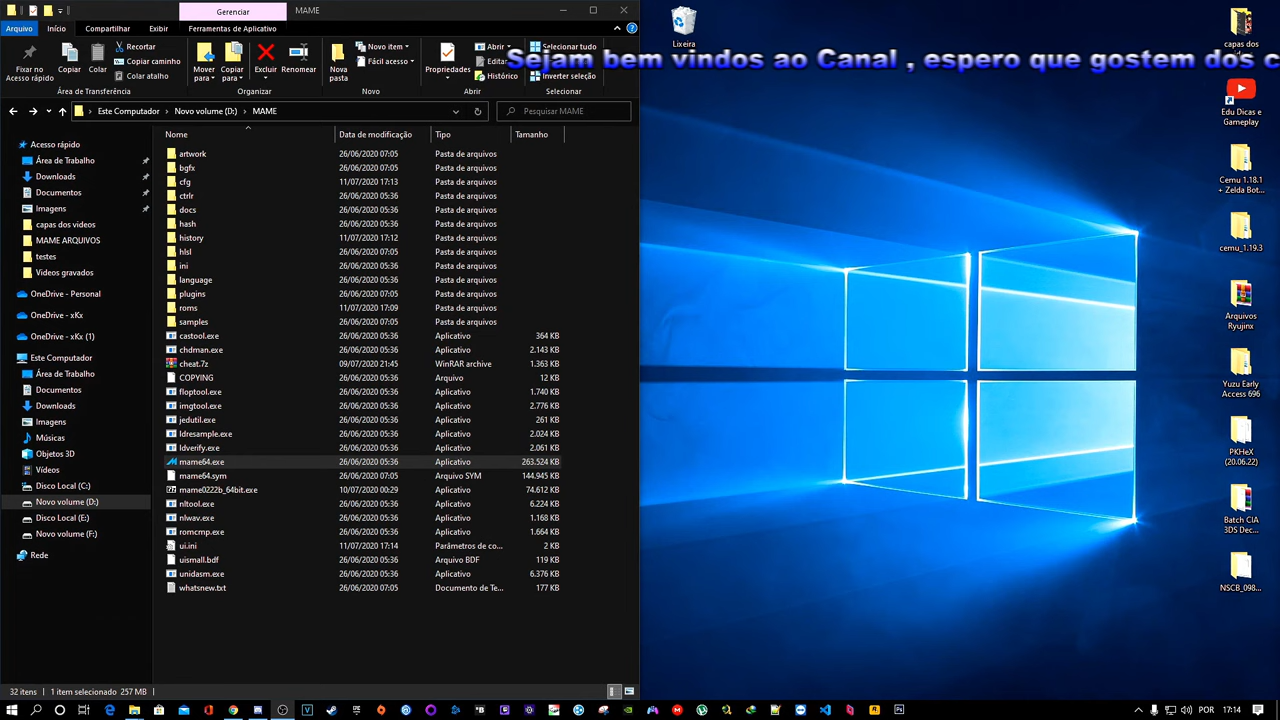 Gerenciar
MAME
Arquivo
Início
Compartilhar
Exibir
Ferramentas de Aplicativo
Fixar no
Acesso rápido
Copiar
Colar
Recortar
Copiar caminho
Colar atalho
Área de Transferência
Mover
para
Copiar
para
Excluir
Renomear
Organizar
Nova
pasta
Novo item
Fácil acesso
Novo
Propriedades
Abrir
Editar
Histórico
Abrir
Selecionar tudo
Inverter seleção
Selecionar
Sejam bem vindos ao Canal , espero que gostem dos c
Este Computador
Novo volume (D:)
MAME
Pesquisar MAME
Nome
Data de modificação
Tipo
Tamanho
Acesso rápido
Área de Trabalho
Downloads
Documentos
Imagens
capas dos videos
MAME ARQUIVOS
testes
Videos gravados
OneDrive - Personal
OneDrive - xKx
OneDrive - xKx (1)
Este Computador
Área de Trabalho
Documentos
Downloads
Imagens
Músicas
Objetos 3D
Vídeos
Disco Local (C:)
Novo volume (D:)
Disco Local (E:)
Novo volume (F:)
Rede
artwork 26/06/2020 07:05 Pasta de arquivos
bgfx 26/06/2020 07:05 Pasta de arquivos
cfg 11/07/2020 17:13 Pasta de arquivos
ctrlr 26/06/2020 05:36 Pasta de arquivos
docs 26/06/2020 07:05 Pasta de arquivos
hash 26/06/2020 05:36 Pasta de arquivos
history 11/07/2020 17:12 Pasta de arquivos
hlsl 26/06/2020 07:05 Pasta de arquivos
ini 26/06/2020 05:36 Pasta de arquivos
language 26/06/2020 07:05 Pasta de arquivos
plugins 26/06/2020 07:05 Pasta de arquivos
roms 11/07/2020 17:09 Pasta de arquivos
samples 26/06/2020 07:05 Pasta de arquivos
castool.exe 26/06/2020 05:36 Aplicativo 364 KB
chdman.exe 26/06/2020 05:36 Aplicativo 2.143 KB
cheat.7z 09/07/2020 21:45 WinRAR archive 1.363 KB
COPYING 26/06/2020 05:36 Arquivo 12 KB
floptool.exe 26/06/2020 05:36 Aplicativo 1.740 KB
imgtool.exe 26/06/2020 05:36 Aplicativo 2.776 KB
jedutil.exe 26/06/2020 05:36 Aplicativo 261 KB
ldresample.exe 26/06/2020 05:36 Aplicativo 2.024 KB
ldverify.exe 26/06/2020 05:36 Aplicativo 2.061 KB
mame64.exe 26/06/2020 05:36 Aplicativo 263.524 KB
mame64.sym 26/06/2020 07:05 Arquivo SYM 144.945 KB
mame0222b_64bit.exe 10/07/2020 00:29 Aplicativo 74.612 KB
nltool.exe 26/06/2020 05:36 Aplicativo 6.224 KB
nlwav.exe 26/06/2020 05:36 Aplicativo 1.168 KB
romcmp.exe 26/06/2020 05:36 Aplicativo 1.664 KB
ui.ini 11/07/2020 17:14 Parâmetros de co... 2 KB
uismall.bdf 26/06/2020 05:36 Arquivo BDF 119 KB
unidasm.exe 26/06/2020 05:36 Aplicativo 6.376 KB
whatsnew.txt 26/06/2020 07:05 Documento de Te... 177 KB
32 itens
1 item selecionado 257 MB
Lixeira
capas dos
Edu Dicas e
Gameplay
Cemu 1.18.1
+ Zelda Bot...
cemu_1.19.3
Arquivos
Ryujinx
Yuzu Early
Access 696
PKHeX
(20.06.22)
Batch CIA
3DS Dec...
NSCB_098...
POR
17:14